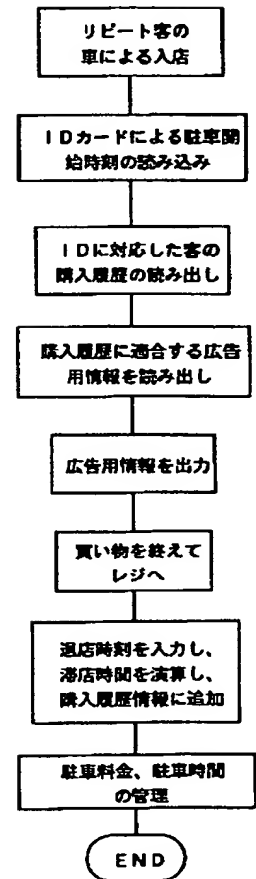 リピート客の
車による入店
IDカードによる駐車開
始時刻の読み込み
IDに対応した客の
購入履歴の読み出し
購入履歴に適合する広告
用情報を読み出し
広告用情報を出力
買い物を終えて
レジへ
退店時刻を入力し、
滞店時間を演算し、
購入履歴情報に追加
駐車料金、駐車時間
の管理
END